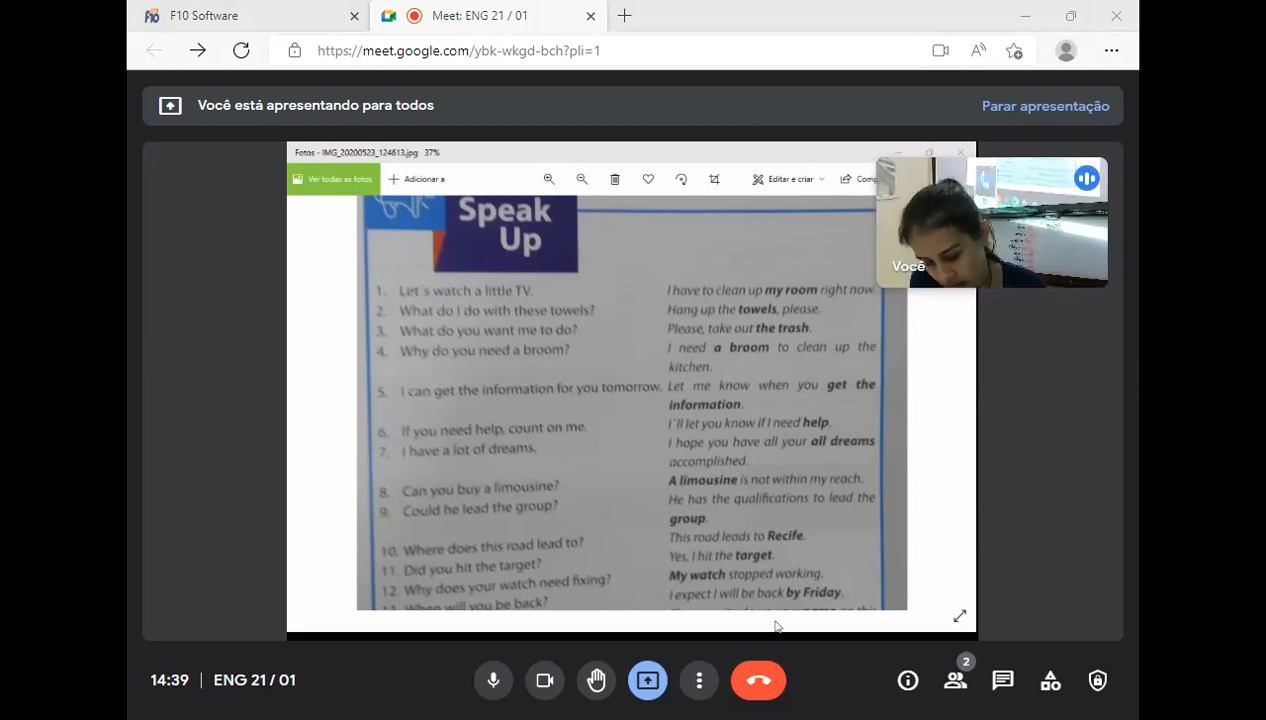 F10 Software
Meet: ENG 21 / 01
https://meet.google.com/ybk-wkgd-bch?pli=1
Você está apresentando para todos
Parar apresentação
Fotos - IMG_20200523_124613.jpg 37%
Ver todas as fotos
Adicionar a
Editar e criar
Comp
Você
Speak
Up
1. Let´s watch a little TV. I have to clean up my room right now.
2. What do I do with these towels? Hang up the towels, please.
3. What do you want me to do? Please, take out the trash.
4. Why do you need a broom? I need a broom to clean up the
kitchen.
5. I can get the information for you tomorrow. Let me know when you get the
information.
6. If you need help, count on me. I´ll let you know if I need help.
7. I have a lot of dreams. I hope you have all your all dreams
accomplished.
8. Can you buy a limousine? A limousine is not within my reach.
9. Could he lead the group? He has the qualifications to lead the
group.
10. Where does this road lead to? This road leads to Recife.
11. Did you hit the target? Yes, I hit the target.
12. Why does your watch need fixing? My watch stopped working.
13. When will you be back? I expect I will be back by Friday.
14:39
ENG 21 / 01
2